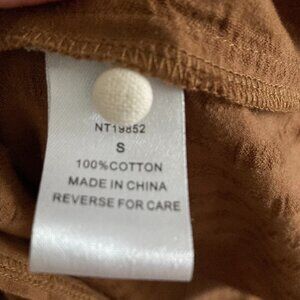 NT19852
S
100%COTTON
MADE IN CHINA
REVERSE FOR CARE